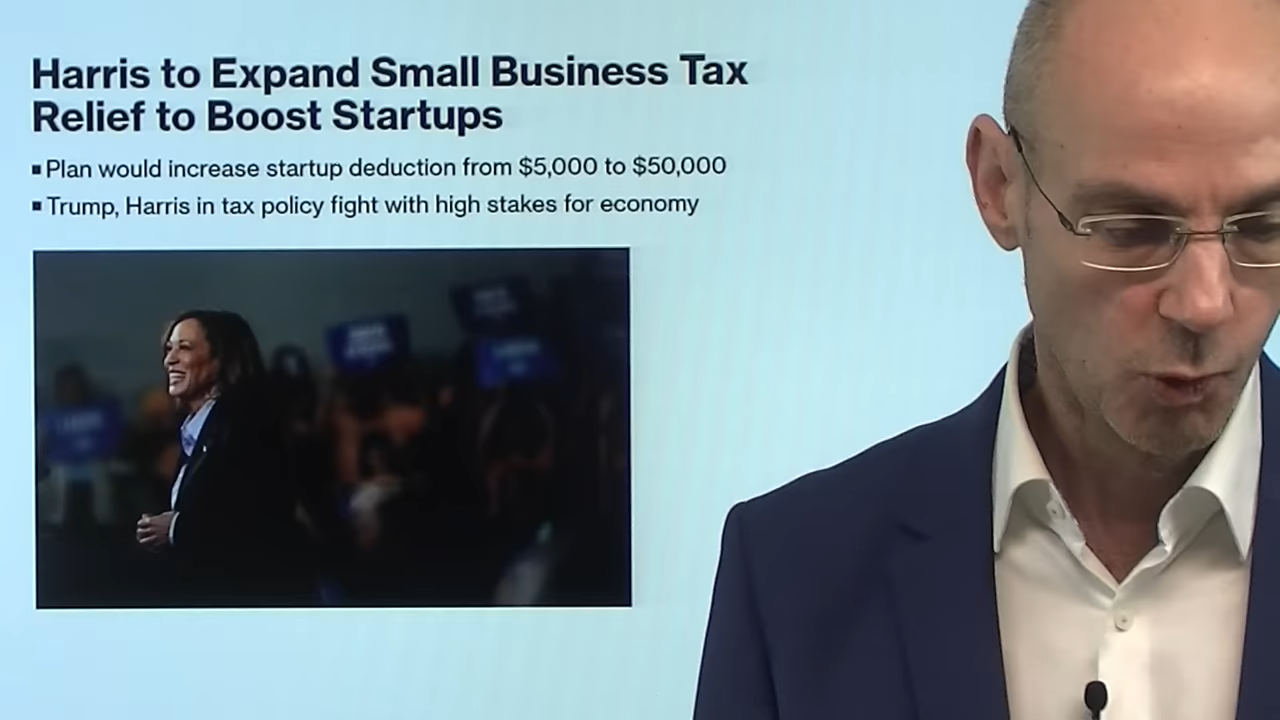 Harris to Expand Small Business Tax
Relief to Boost Startups
▪ Plan would increase startup deduction from $5,000 to $50,000
▪ Trump, Harris in tax policy fight with high stakes for economy